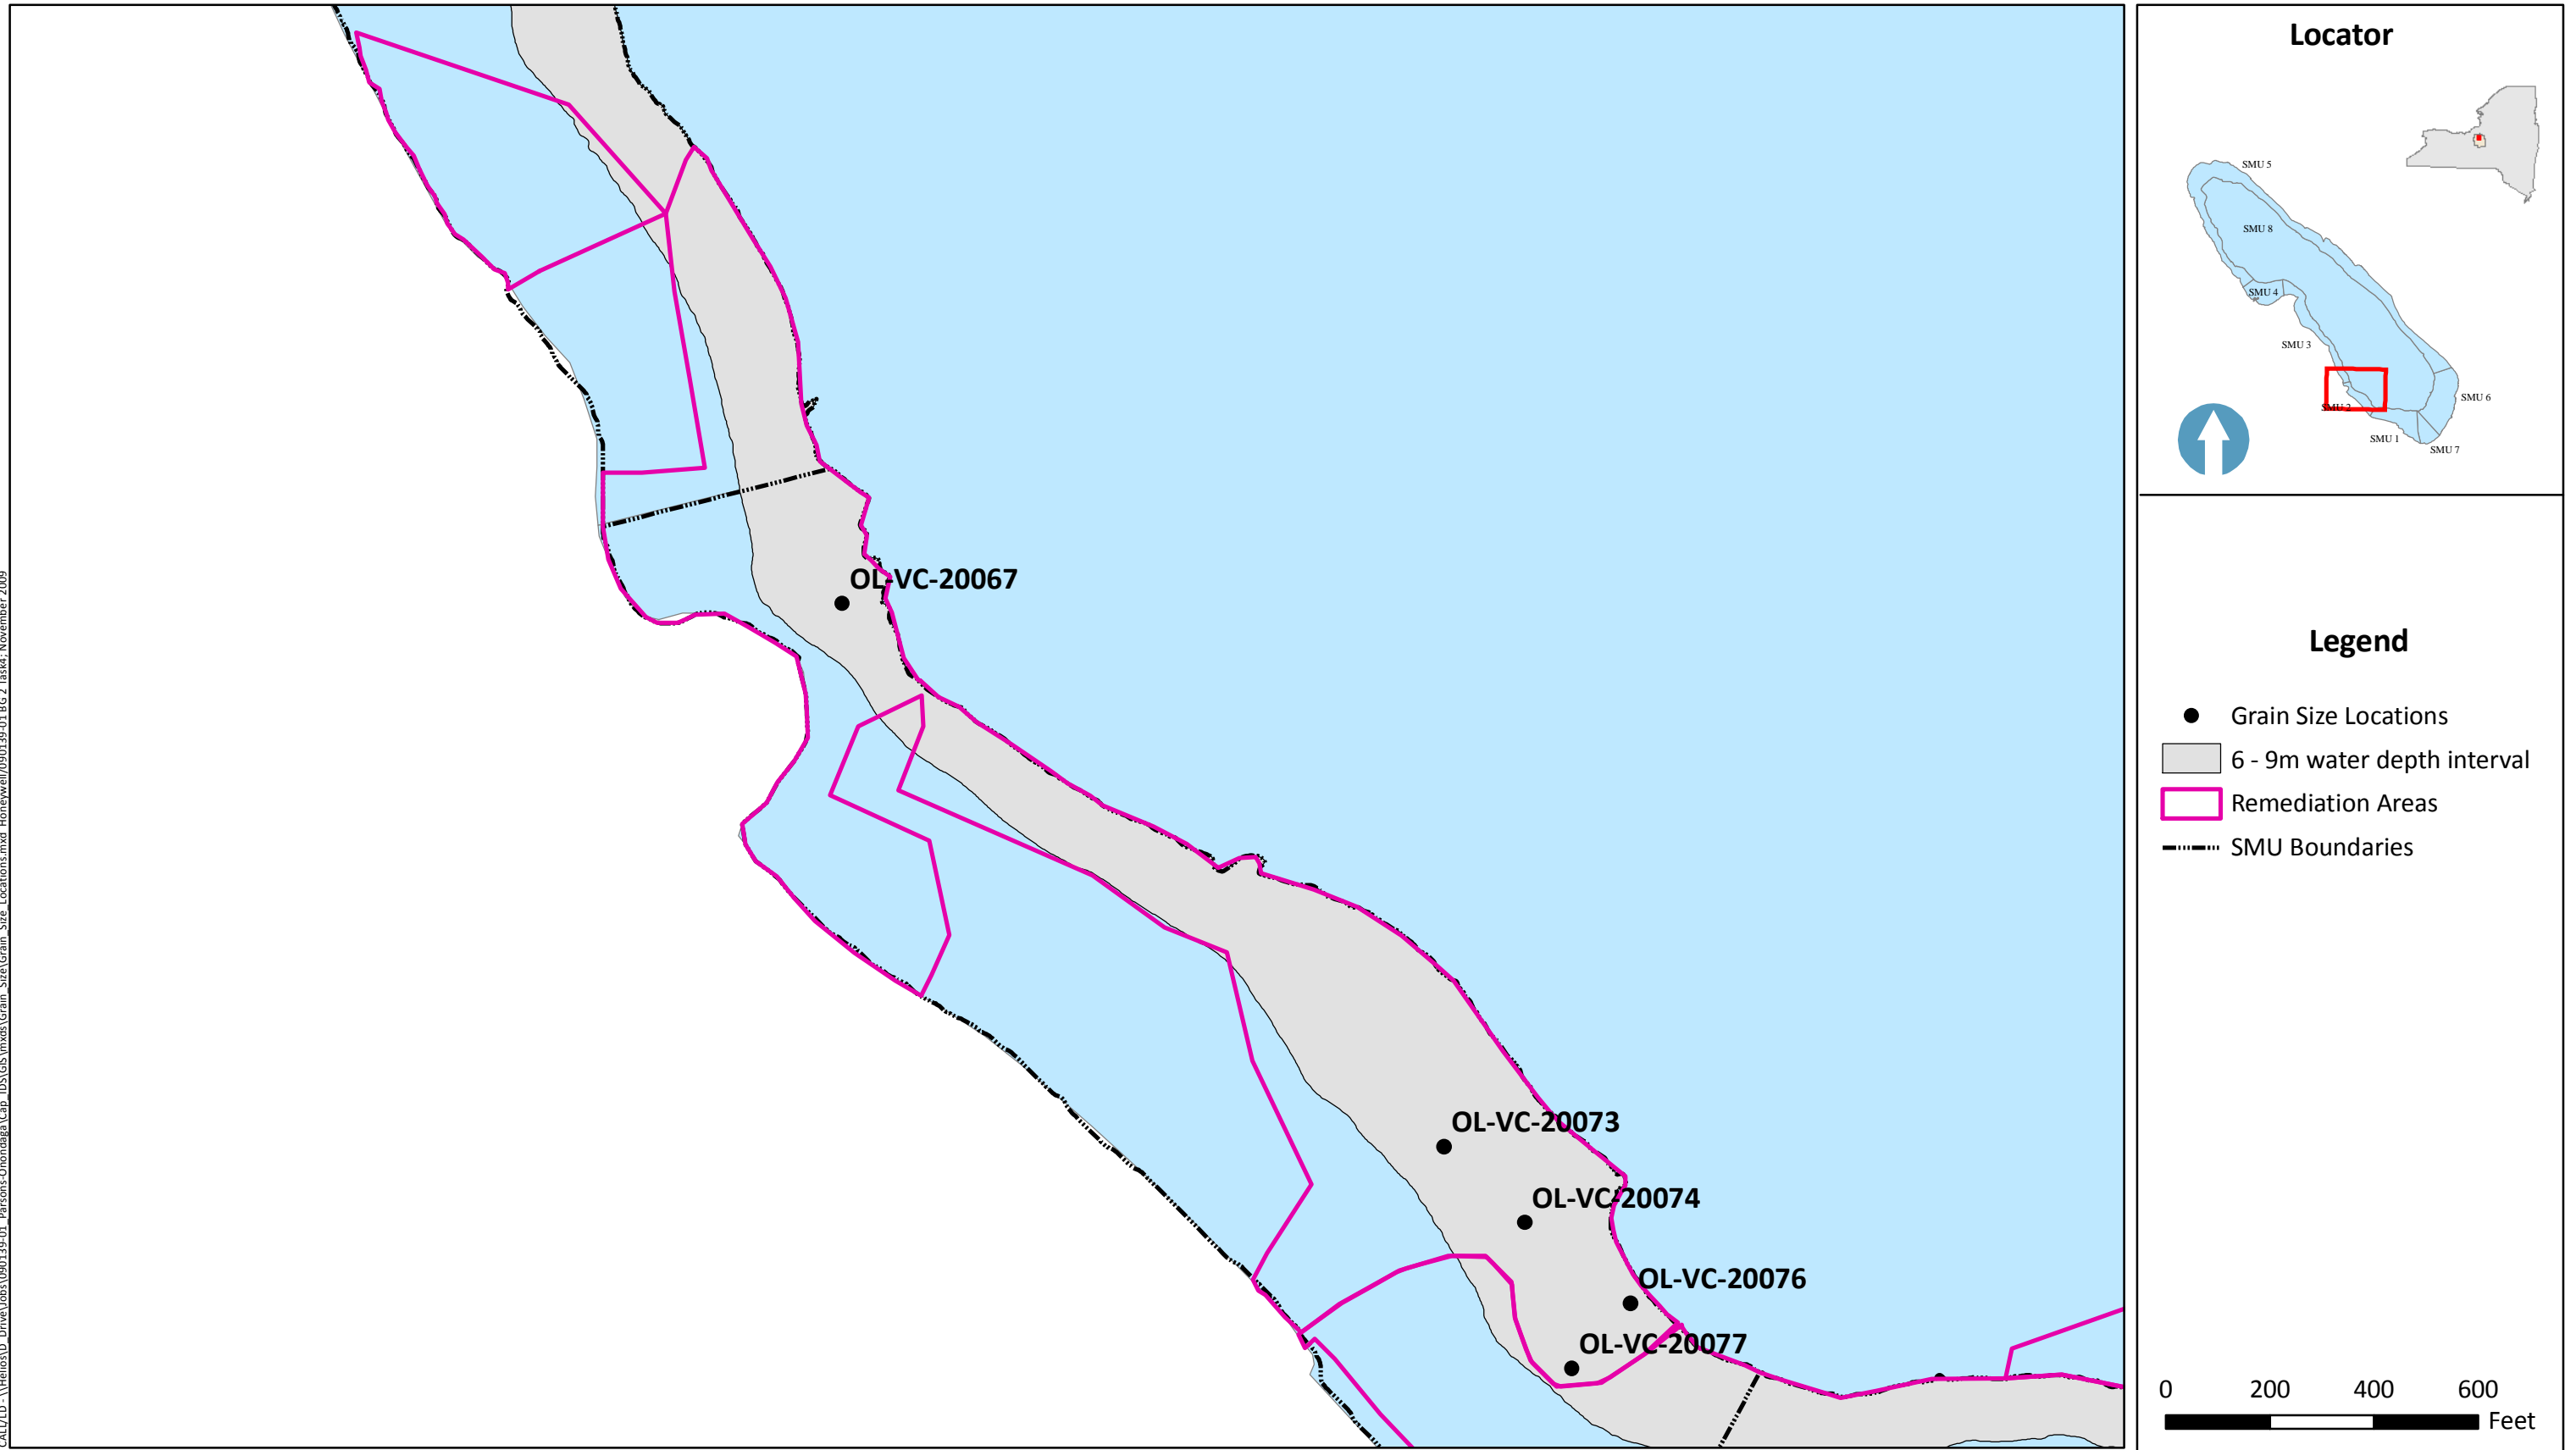 OL-VC-20067
OL-VC-20073
OL-VC-20074
OL-VC-20076
OL-VC-20077
Locator
SMU 5
SMU 8
SMU 4
SMU 3
SMU 2
SMU 6
SMU 1
SMU 7
Legend
Grain Size Locations
6 - 9m water depth interval
Remediation Areas
SMU Boundaries
0 200 400 600
Feet